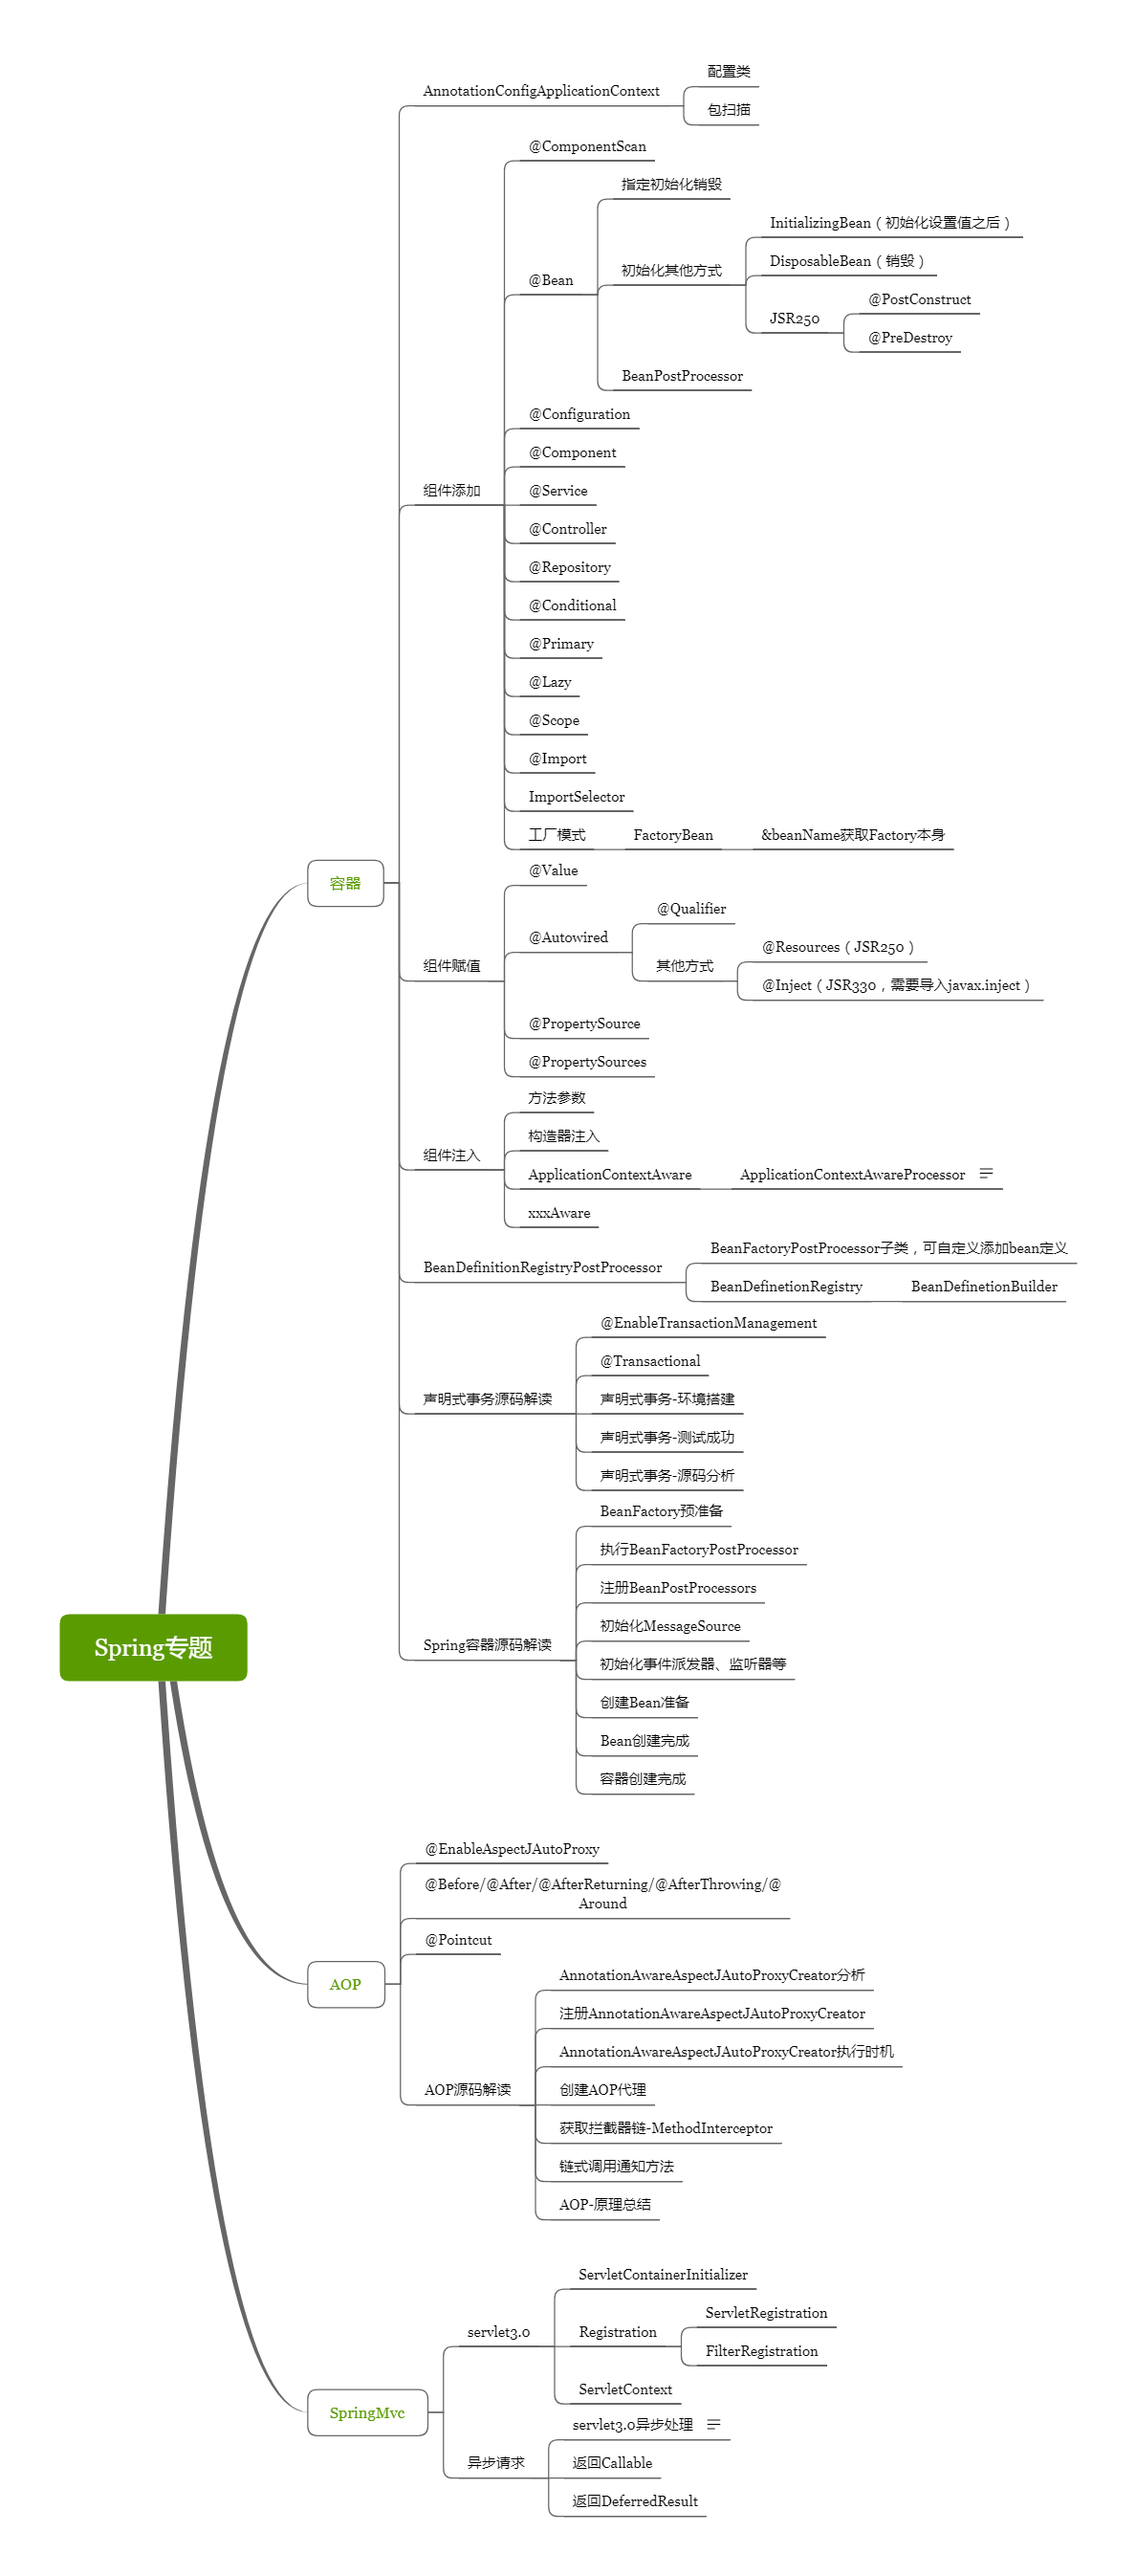 配置类
AnnotationConfigApplicationContext
包扫描
@ComponentScan
指定初始化销毁
InitializingBean（初始化设置值之后）
DisposableBean（销毁）
初始化其他方式
@Bean
@PostConstruct
JSR250
@PreDestroy
BeanPostProcessor
@Configuration
@Component
组件添加
@Service
@Controller
@Repository
@Conditional
@Primary
@Lazy
@Scope
@Import
ImportSelector
工厂模式
FactoryBean
&beanName获取Factory本身
容器
@Value
@Qualifier
@Autowired
@Resources（JSR250）
其他方式
组件赋值
@Inject（JSR330，需要导入javax.inject）
@PropertySource
@PropertySources
方法参数
构造器注入
组件注入
ApplicationContextAware
ApplicationContextAwareProcessor
xxxAware
BeanFactoryPostProcessor子类，可自定义添加bean定义
BeanDefinitionRegistryPostProcessor
BeanDefinetionRegistry
BeanDefinetionBuilder
@EnableTransactionManagement
@Transactional
声明式事务源码解读
声明式事务-环境搭建
声明式事务-测试成功
声明式事务-源码分析
BeanFactory预准备
执行BeanFactoryPostProcessor
注册BeanPostProcessors
初始化MessageSource
Spring容器源码解读
Spring专题
初始化事件派发器、监听器等
创建Bean准备
Bean创建完成
容器创建完成
@EnableAspectJAutoProxy
@Before/@After/@AfterReturning/@AfterThrowing/@
Around
@Pointcut
AOP
AnnotationAwareAspectJAutoProxyCreator分析
注册AnnotationAwareAspectJAutoProxyCreator
AnnotationAwareAspectJAutoProxyCreator执行时机
AOP源码解读
创建AOP代理
获取拦截器链-MethodInterceptor
链式调用通知方法
AOP-原理总结
ServletContainerInitializer
ServletRegistration
servlet3.0
Registration
FilterRegistration
ServletContext
SpringMvc
servlet3.0异步处理
异步请求
返回Callable
返回DeferredResult